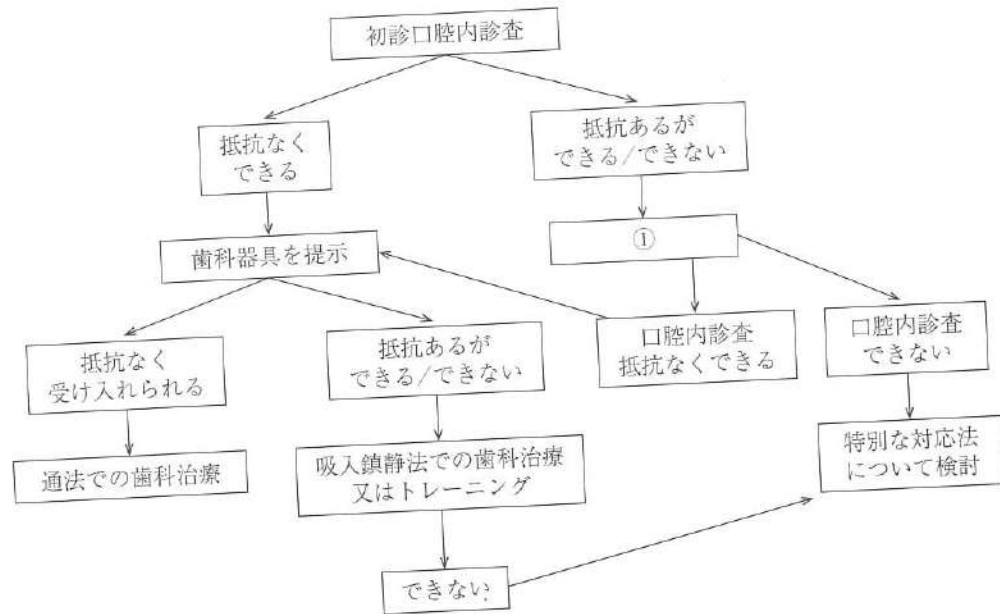 初診口腔内診査
抵抗なく
できる
抵抗あるが
できる/できない
①
歯科器具を提示
抵抗なく
受け入れられる
抵抗あるが
できる/できない
口腔内診査
抵抗なくできる
口腔内診査
できない
通法での歯科治療
吸入鎮静法での歯科治療
又はトレーニング
特別な対応法
について検討
できない